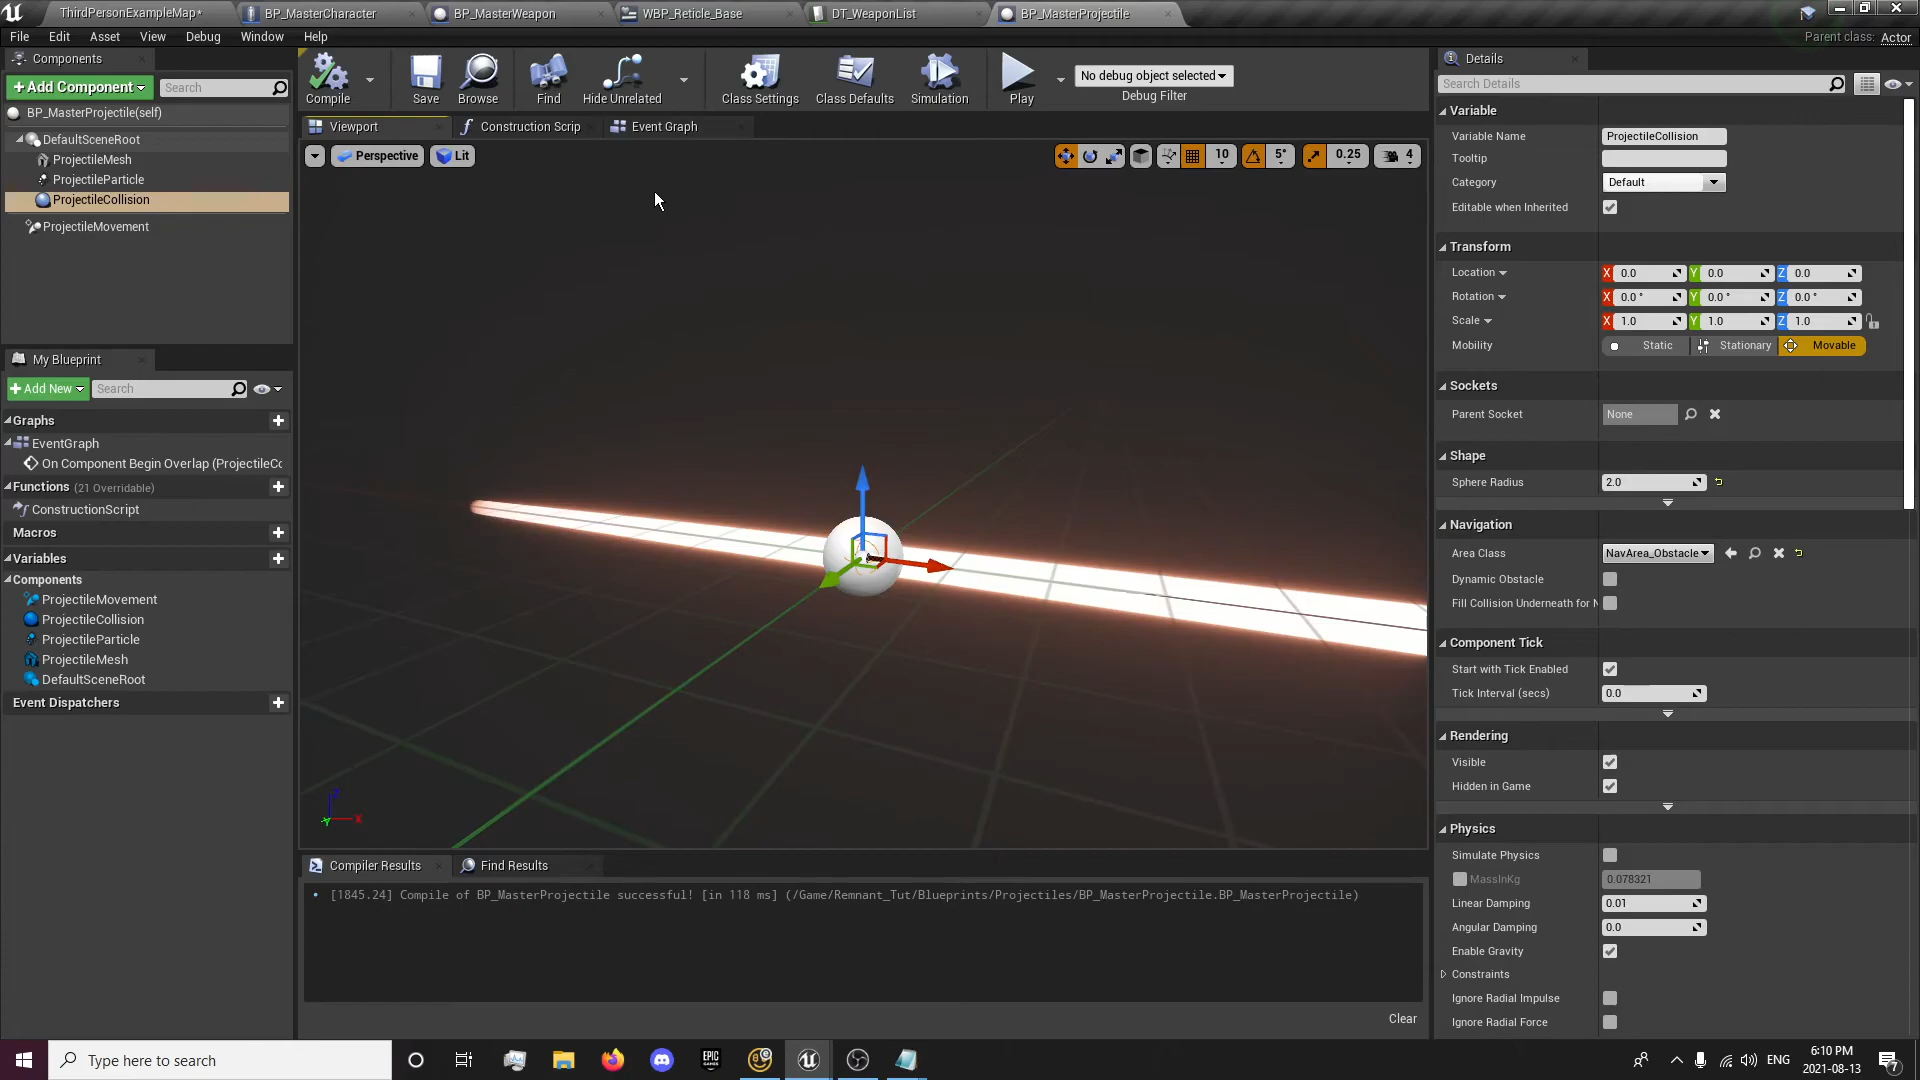 ThirdPersonExampleMap*
BP_MasterCharacter
BP_MasterWeapon
WBP_Reticle_Base
DT_WeaponList
BP_MasterProjectile
File Edit Asset View Debug Window Help
Parent class: Actor
Components
+Add Component
Search
BP_MasterProjectile(self)
DefaultSceneRoot
ProjectileMesh
ProjectileParticle
ProjectileCollision
ProjectileMovement
My Blueprint
+Add New
Search
Graphs
EventGraph
On Component Begin Overlap (ProjectileCo
Functions (21 Overridable)
ConstructionScript
Macros
Variables
Components
ProjectileMovement
ProjectileCollision
ProjectileParticle
ProjectileMesh
DefaultSceneRoot
Event Dispatchers
Compile
Save
Browse
Find
Hide Unrelated
Class Settings
Class Defaults
Simulation
Play
No debug object selected
Debug Filter
Viewport
Construction Scrip
Event Graph
Perspective
Lit
10
5°
0.25
4
Z
X
Y
Compiler Results
Find Results
[1845.24] Compile of BP_MasterProjectile successful! [in 118 ms] (/Game/Remnant_Tut/Blueprints/Projectiles/BP_MasterProjectile.BP_MasterProjectile)
Clear
Details
Search Details
Variable
Variable Name ProjectileCollision
Tooltip
Category Default
Editable when Inherited
Transform
Location X 0.0 Y 0.0 Z 0.0
Rotation X 0.0 ° Y 0.0 ° Z 0.0 °
Scale X 1.0 Y 1.0 Z 1.0
Mobility Static Stationary Movable
Sockets
Parent Socket None
Shape
Sphere Radius 2.0
Navigation
Area Class NavArea_Obstacle
Dynamic Obstacle
Fill Collision Underneath for N
Component Tick
Start with Tick Enabled
Tick Interval (secs) 0.0
Rendering
Visible
Hidden in Game
Physics
Simulate Physics
MassInKg 0.078321
Linear Damping 0.01
Angular Damping 0.0
Enable Gravity
Constraints
Ignore Radial Impulse
Ignore Radial Force
Type here to search
EPIC
ENG
6:10 PM
2021-08-13
7